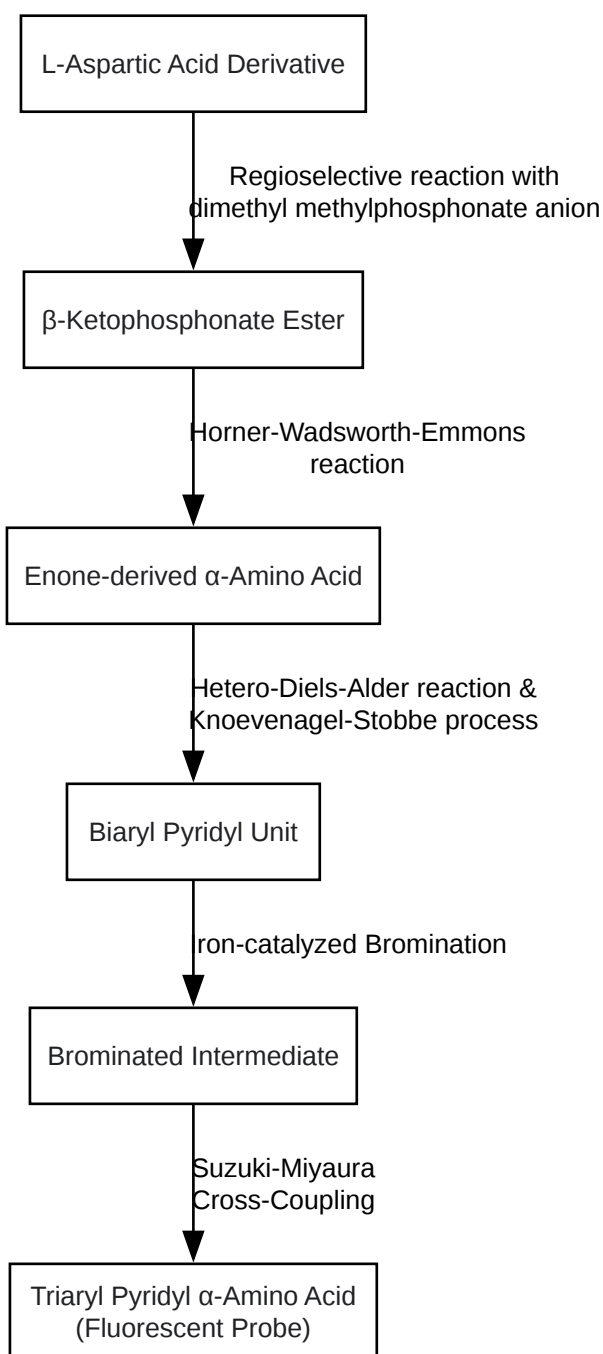 L-Aspartic Acid Derivative
Regioselective reaction with
dimethyl methylphosphonate anion
β-Ketophosphonate Ester
Horner-Wadsworth-Emmons
reaction
Enone-derived α-Amino Acid
Hetero-Diels-Alder reaction &
Knoevenagel-Stobbe process
Biaryl Pyridyl Unit
Iron-catalyzed Bromination
Brominated Intermediate
Suzuki-Miyaura
Cross-Coupling
Triaryl Pyridyl α-Amino Acid
(Fluorescent Probe)